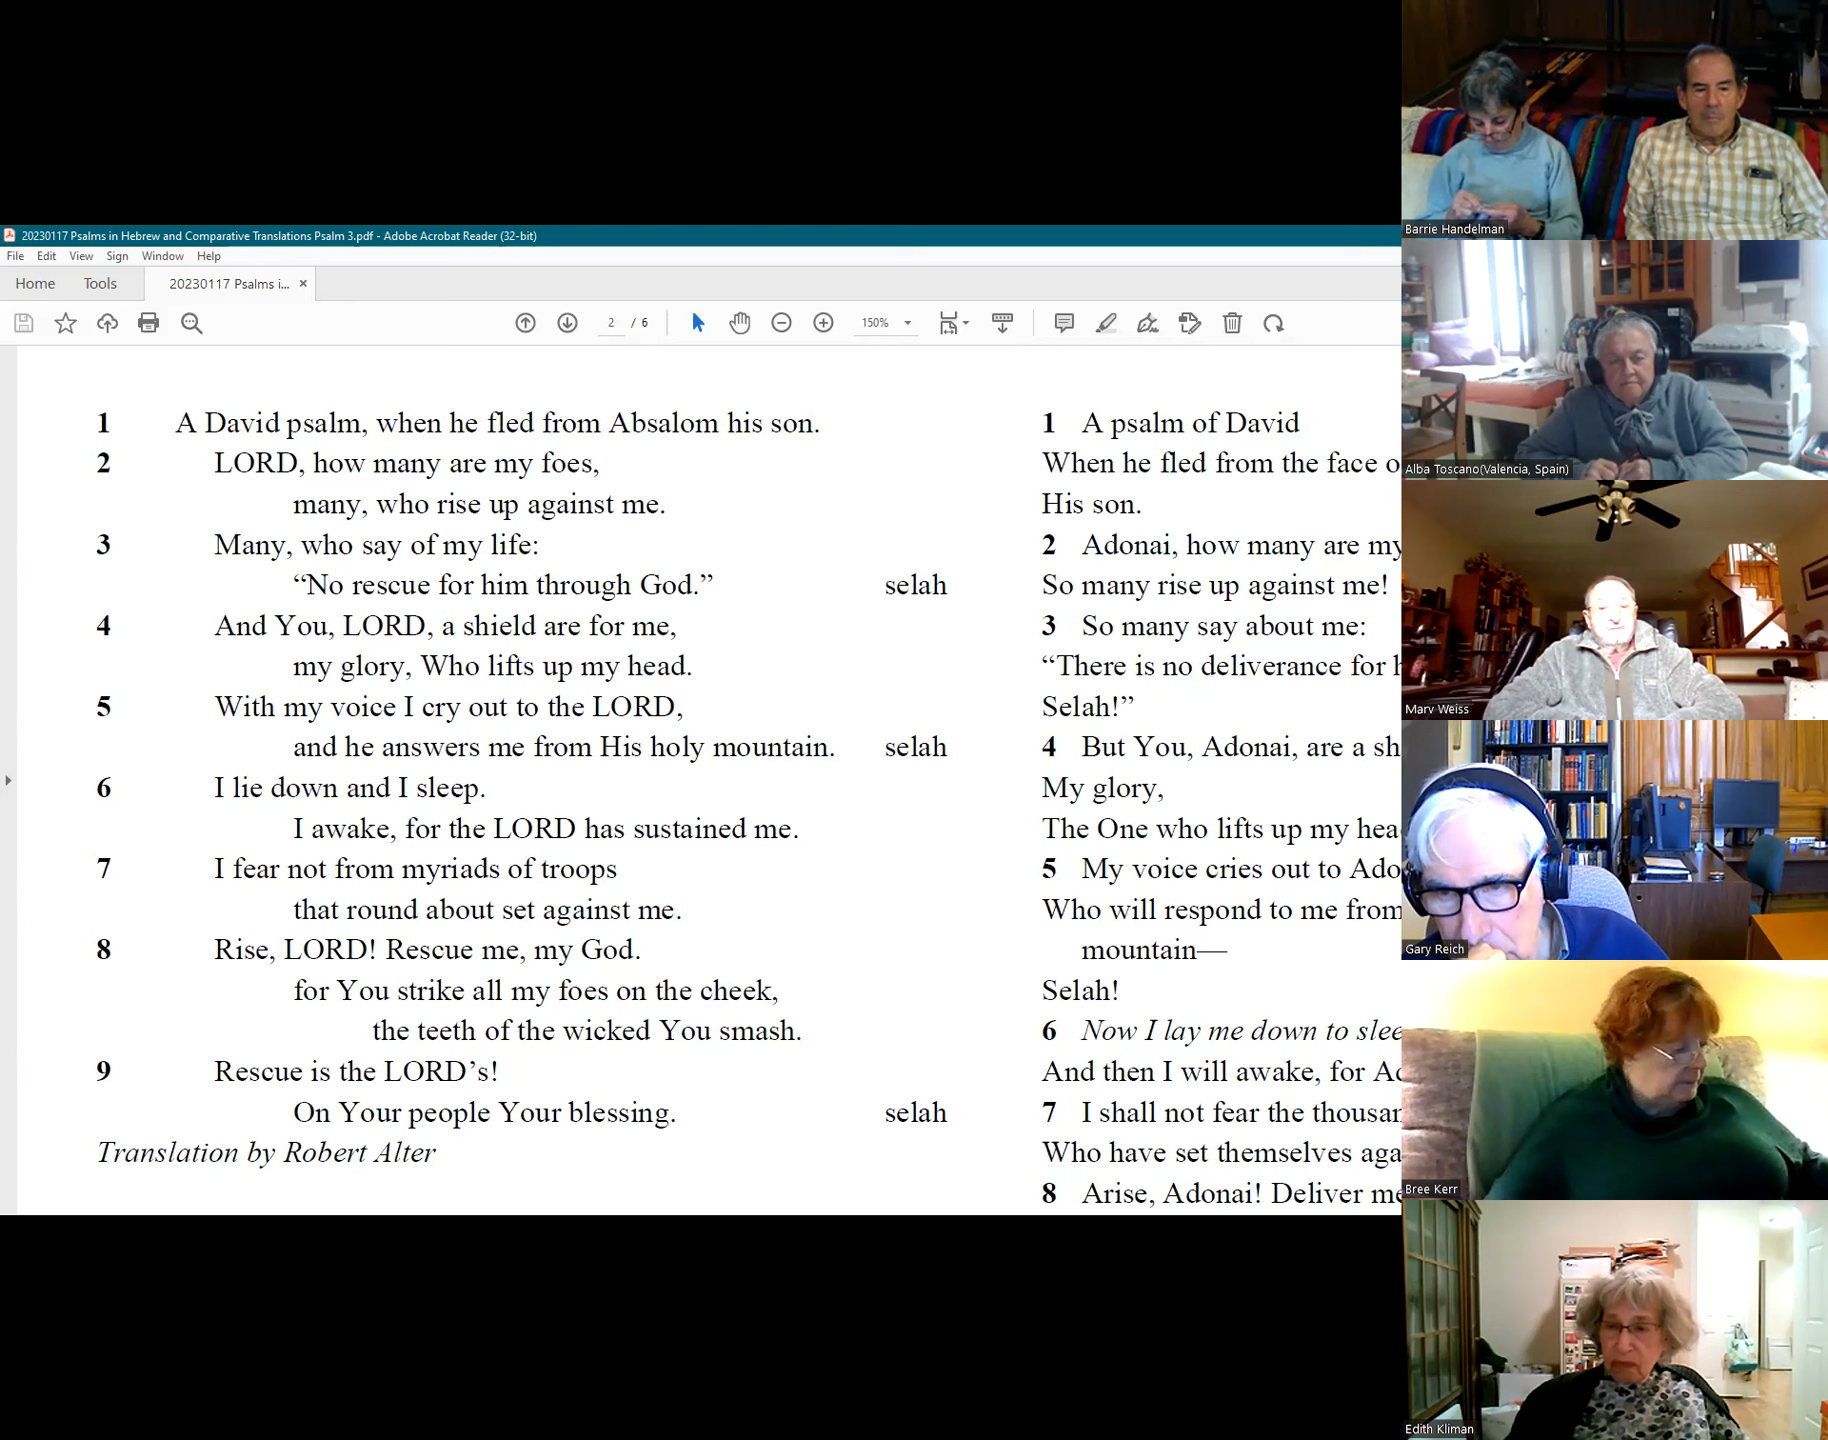 20230117 Psalms in Hebrew and Comparative Translations Psalm 3.pdf - Adobe Acrobat Reader (32-bit)
File Edit View Sign Window Help
Home Tools 20230117 Psalms i... ×
2 / 6 150%
1 A David psalm, when he fled from Absalom his son.
2 LORD, how many are my foes,
many, who rise up against me.
3 Many, who say of my life:
“No rescue for him through God.” selah
4 And You, LORD, a shield are for me,
my glory, Who lifts up my head.
5 With my voice I cry out to the LORD,
and he answers me from His holy mountain. selah
6 I lie down and I sleep.
I awake, for the LORD has sustained me.
7 I fear not from myriads of troops
that round about set against me.
8 Rise, LORD! Rescue me, my God.
for You strike all my foes on the cheek,
the teeth of the wicked You smash.
9 Rescue is the LORD’s!
On Your people Your blessing. selah
Translation by Robert Alter
1 A psalm of David
When he fled from the face
His son.
2 Adonai, how many are my
So many rise up against me!
3 So many say about me:
“There is no deliverance for
Selah!”
4 But You, Adonai, are a
My glory,
The One who lifts up my
5 My voice cries out to
Who will respond to me from
mountain—
Selah!
6 Now I lay me down to
And then I will awake, for
7 I shall not fear the
Who have set themselves
8 Arise, Adonai! Deliver
Barrie Handelman
Alba Toscano(Valencia, Spain)
Marv Weiss
Gary Reich
Bree Kerr
Edith Kliman